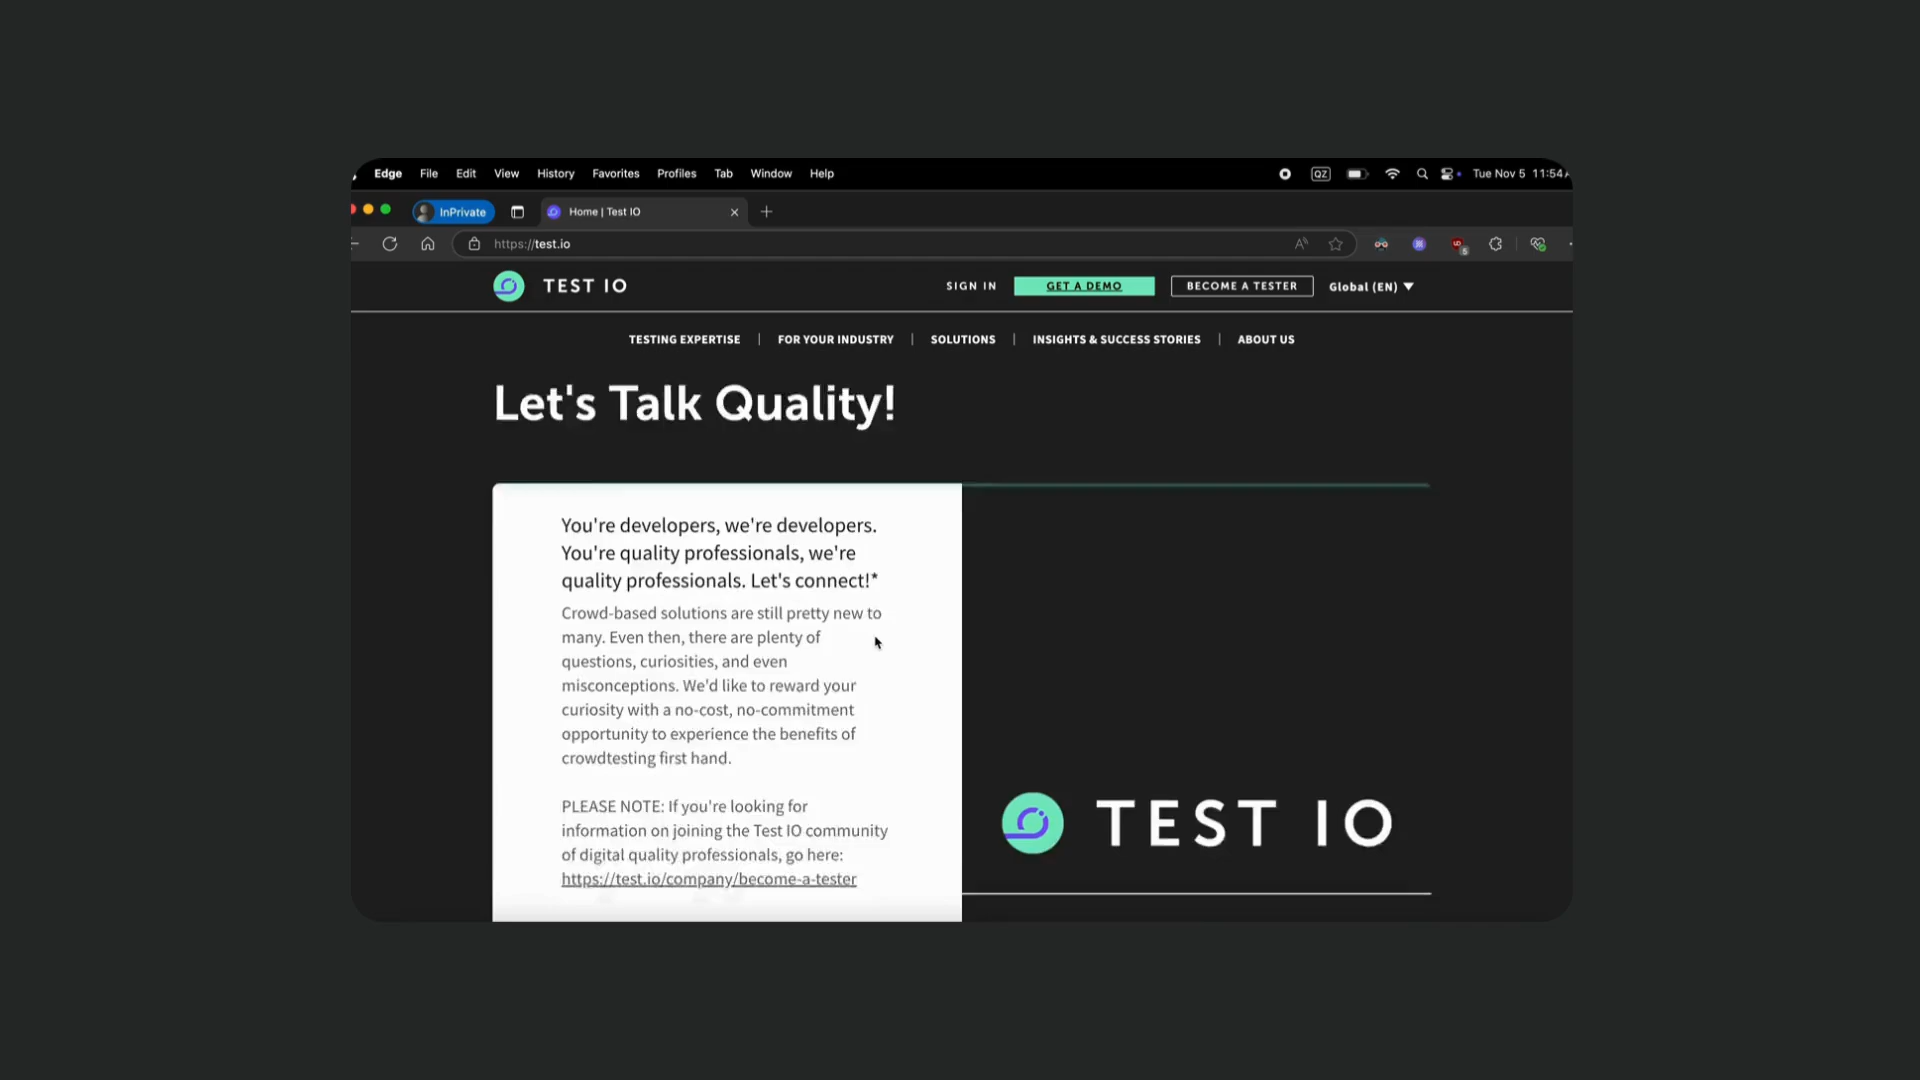 Edge File Edit View History Favorites Profiles Tab Window Help QZ Tue Nov 5 11:54
InPrivate Home | Test IO
https://test.io
TEST IO SIGN IN GET A DEMO BECOME A TESTER Global (EN)
TESTING EXPERTISE | FOR YOUR INDUSTRY | SOLUTIONS | INSIGHTS & SUCCESS STORIES | ABOUT US
Let's Talk Quality!
You're developers, we're developers.
You're quality professionals, we're
quality professionals. Let's connect!*
Crowd-based solutions are still pretty new to
many. Even then, there are plenty of
questions, curiosities, and even
misconceptions. We'd like to reward your
curiosity with a no-cost, no-commitment
opportunity to experience the benefits of
crowdtesting first hand.
PLEASE NOTE: If you're looking for
information on joining the Test IO community
of digital quality professionals, go here:
https://test.io/company/become-a-tester
TEST IO